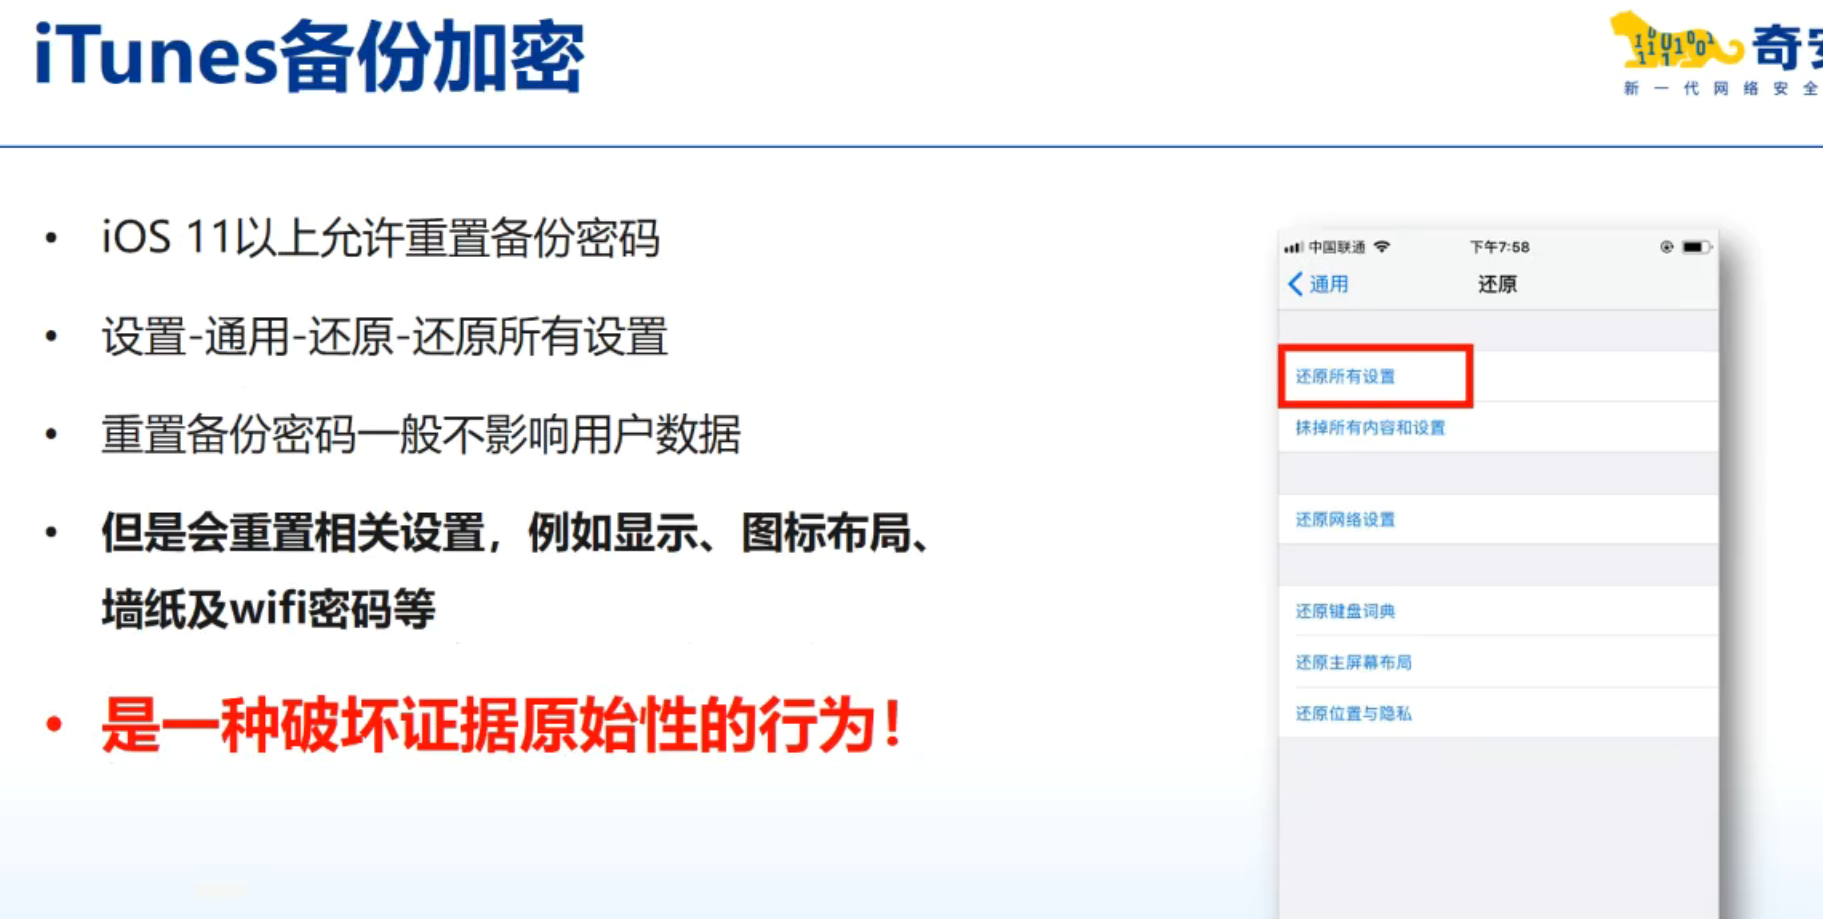 iTunes备份加密
奇安
新一代网络安全
• iOS 11以上允许重置备份密码
• 设置-通用-还原-还原所有设置
• 重置备份密码一般不影响用户数据
• 但是会重置相关设置，例如显示、图标布局、
墙纸及wifi密码等
• 是一种破坏证据原始性的行为！
中国联通 下午7:58
通用 还原
还原所有设置
抹掉所有内容和设置
还原网络设置
还原键盘词典
还原主屏幕布局
还原位置与隐私